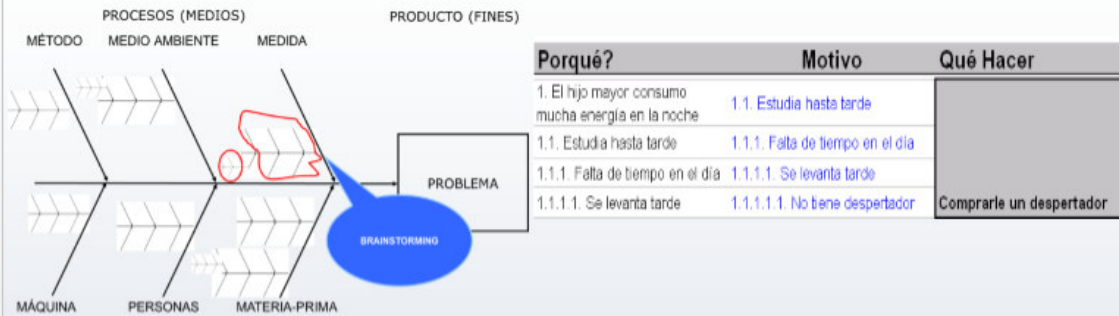 PROCESOS (MEDIOS)
PRODUCTO (FINES)
MÉTODO
MEDIO AMBIENTE
MEDIDA
PROBLEMA
BRAINSTORMING
MÁQUINA
PERSONAS
MATERIA-PRIMA
Porqué? Motivo Qué Hacer
1. El hijo mayor consumo
mucha energía en la noche
1.1. Estudia hasta tarde
1.1. Estudia hasta tarde 1.1.1. Falta de tiempo en el día
1.1.1. Falta de tiempo en el día 1.1.1.1. Se levanta tarde
1.1.1.1. Se levanta tarde 1.1.1.1.1. No tiene despertador Comprarle un despertador